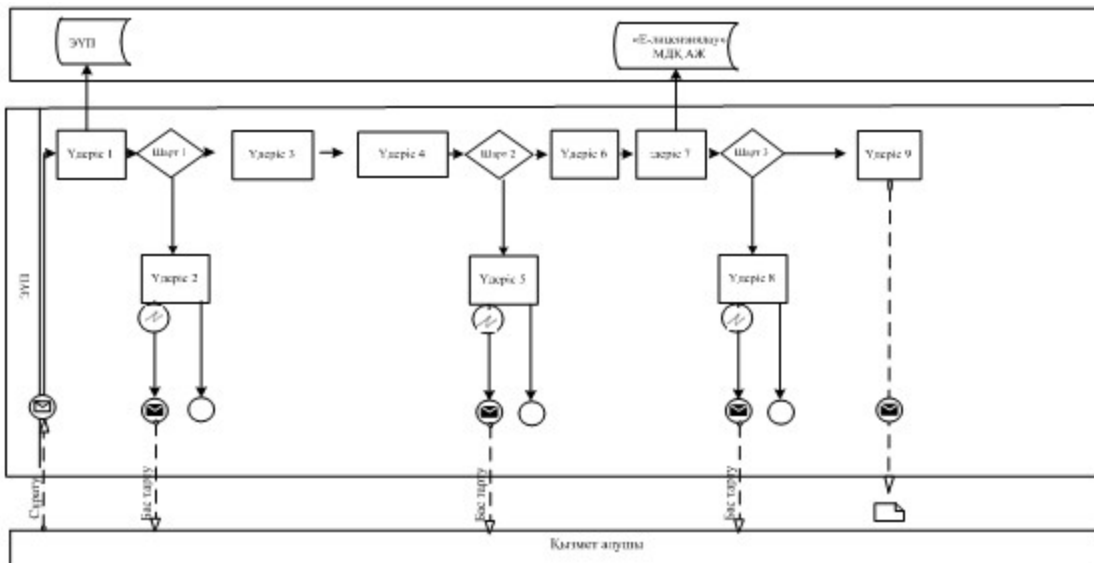 ЭҮП
«Е-лицензиялау»
МДҚ АЖ
Үдеріс 1
Шарт 1
Үдеріс 3
Үдеріс 4
Шарт 2
Үдеріс 6
үдеріс 7
Шарт 3
Үдеріс 9
ЭҮП
Үдеріс 2
Үдеріс 5
Үдеріс 8
Сұрату
Бас тарту
Бас тарту
Бас тарту
Қызмет алушы